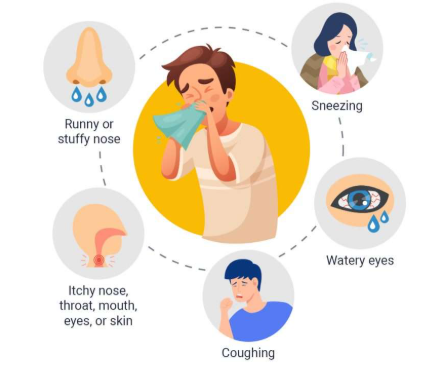 Sneezing
Runny or
stuffy nose
Watery eyes
Itchy nose,
throat, mouth,
eyes, or skin
Coughing